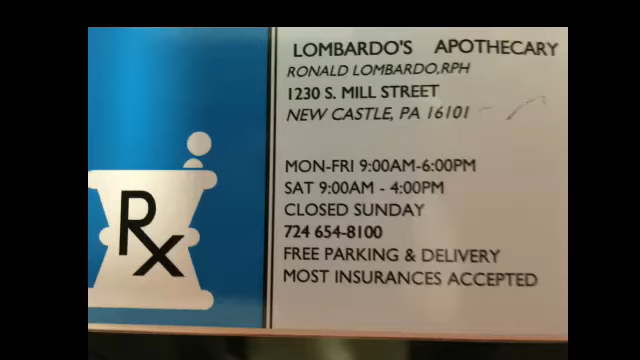 LOMBARDO'S APOTHECARY
RONALD LOMBARDO,RPH
1230 S. MILL STREET
NEW CASTLE, PA 16101
MON-FRI 9:00AM-6:00PM
SAT 9:00AM - 4:00PM
CLOSED SUNDAY
724 654-8100
FREE PARKING & DELIVERY
MOST INSURANCES ACCEPTED
Rx